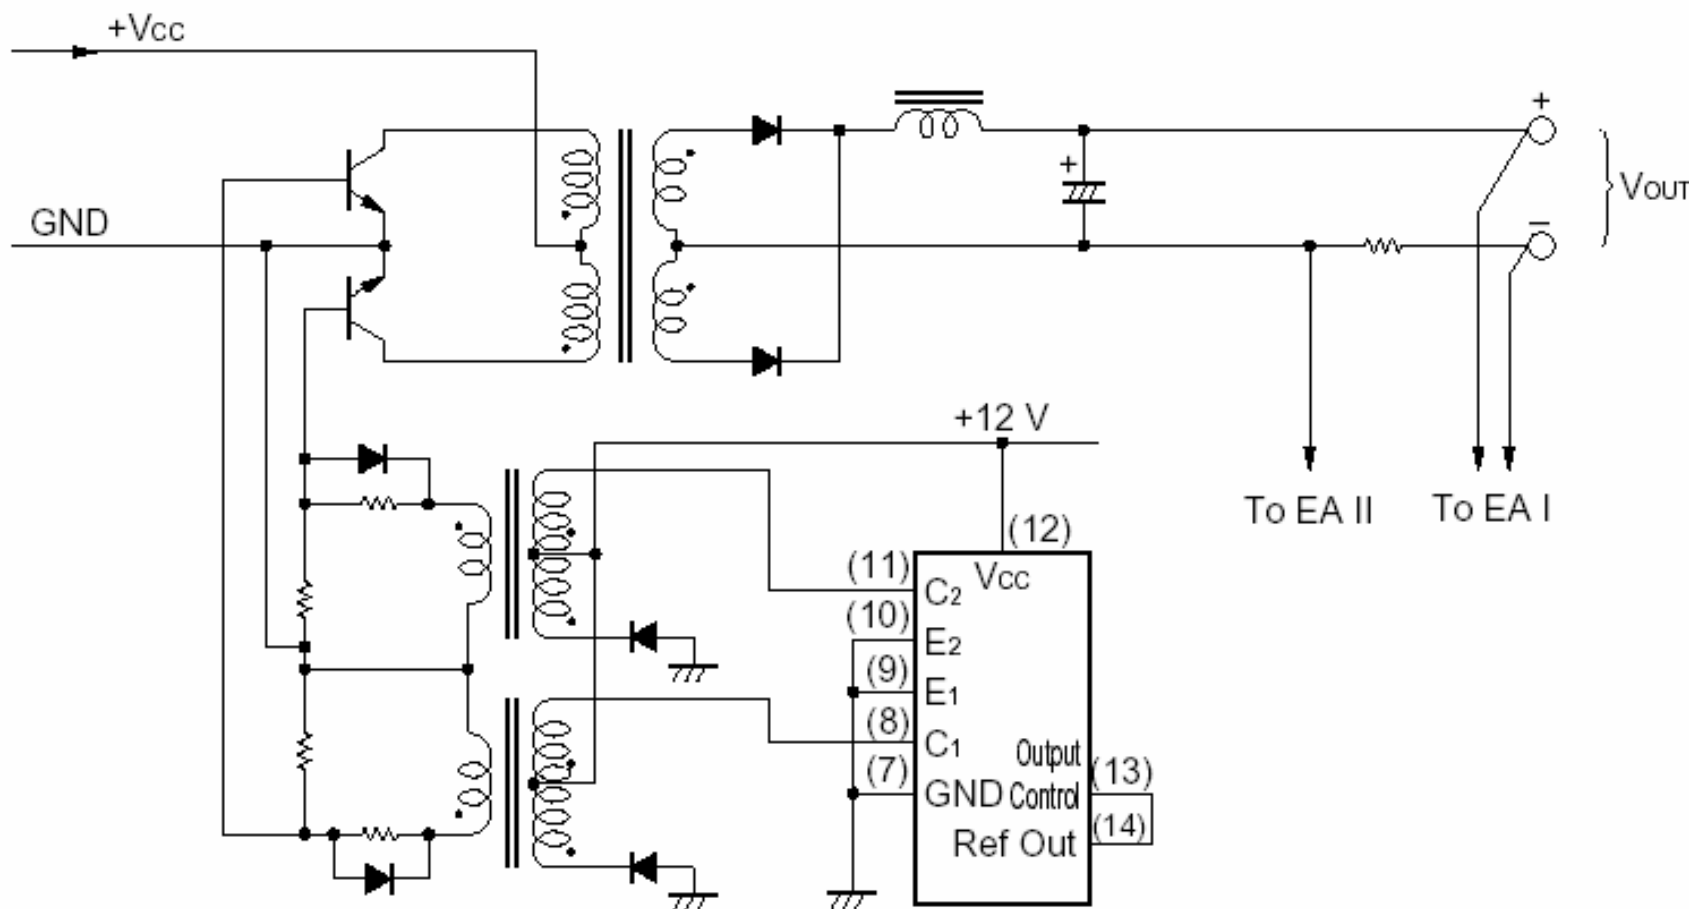 +Vcc
GND
+
+
−
VOUT
+12 V
To EA II
To EA I
(12)
Vcc
(11)
C2
(10)
E2
(9)
E1
(8)
C1
Output
(7)
GND
Control
(13)
Ref Out
(14)